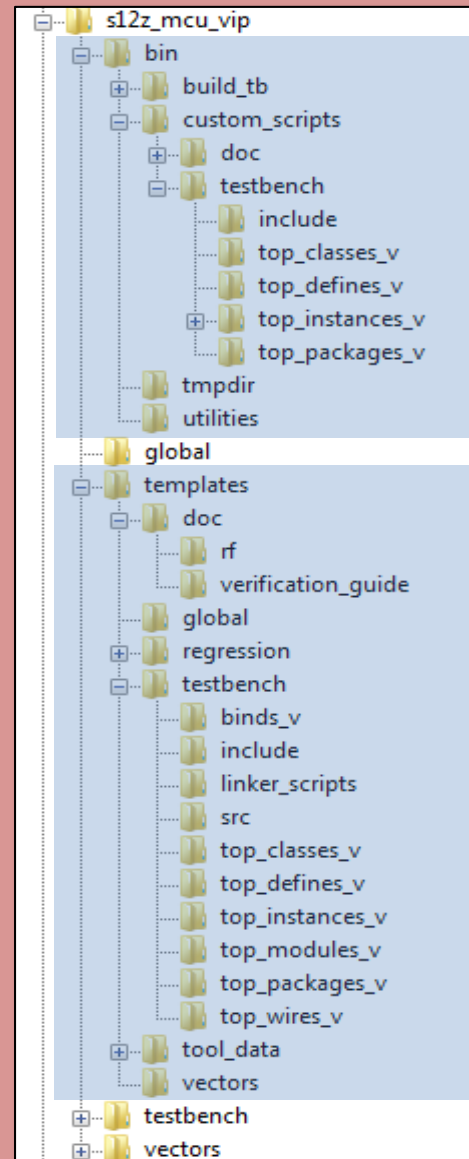 s12z_mcu_vip
bin
build_tb
custom_scripts
doc
testbench
include
top_classes_v
top_defines_v
top_instances_v
top_packages_v
tmpdir
utilities
global
templates
doc
rf
verification_guide
global
regression
testbench
binds_v
include
linker_scripts
src
top_classes_v
top_defines_v
top_instances_v
top_modules_v
top_packages_v
top_wires_v
tool_data
vectors
testbench
vectors